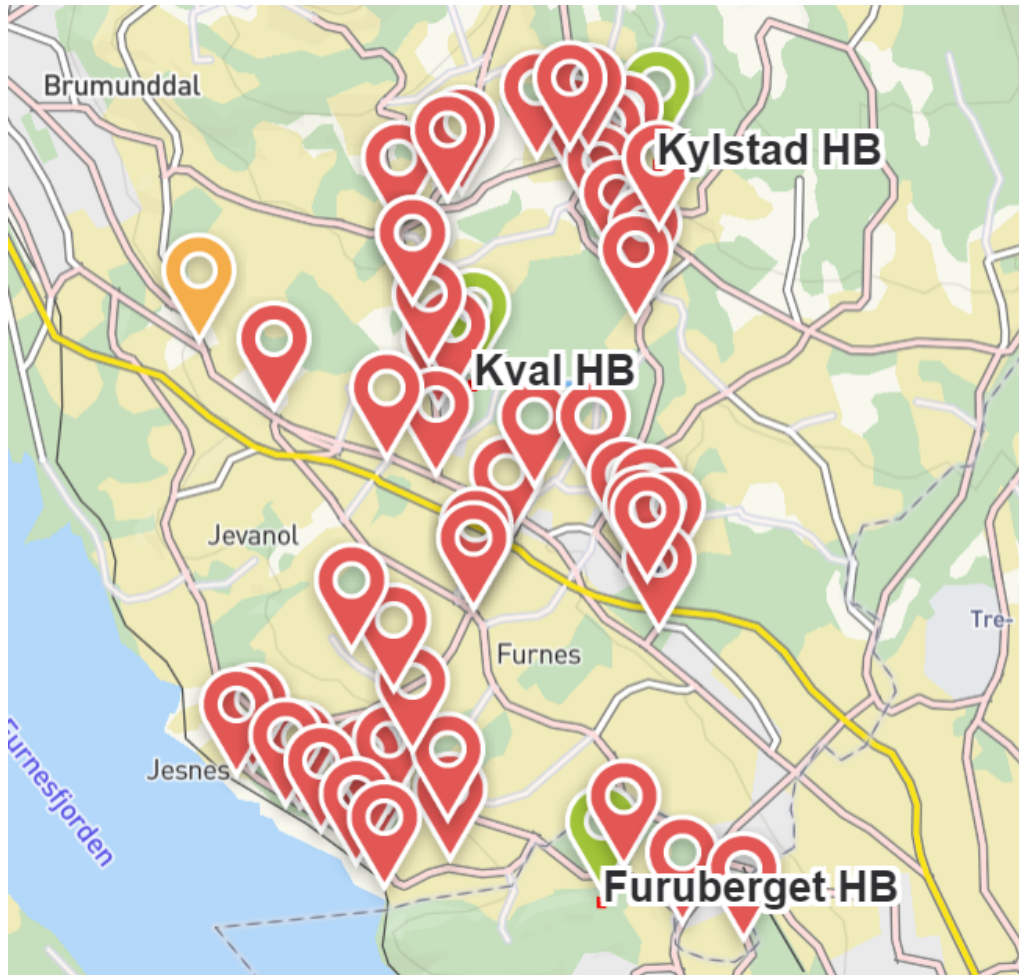 Brumunddal
Kylstad HB
Kval HB
Jevanol
Tre-
Furnes
Furnesfjorden
Jesnes
Furuberget HB